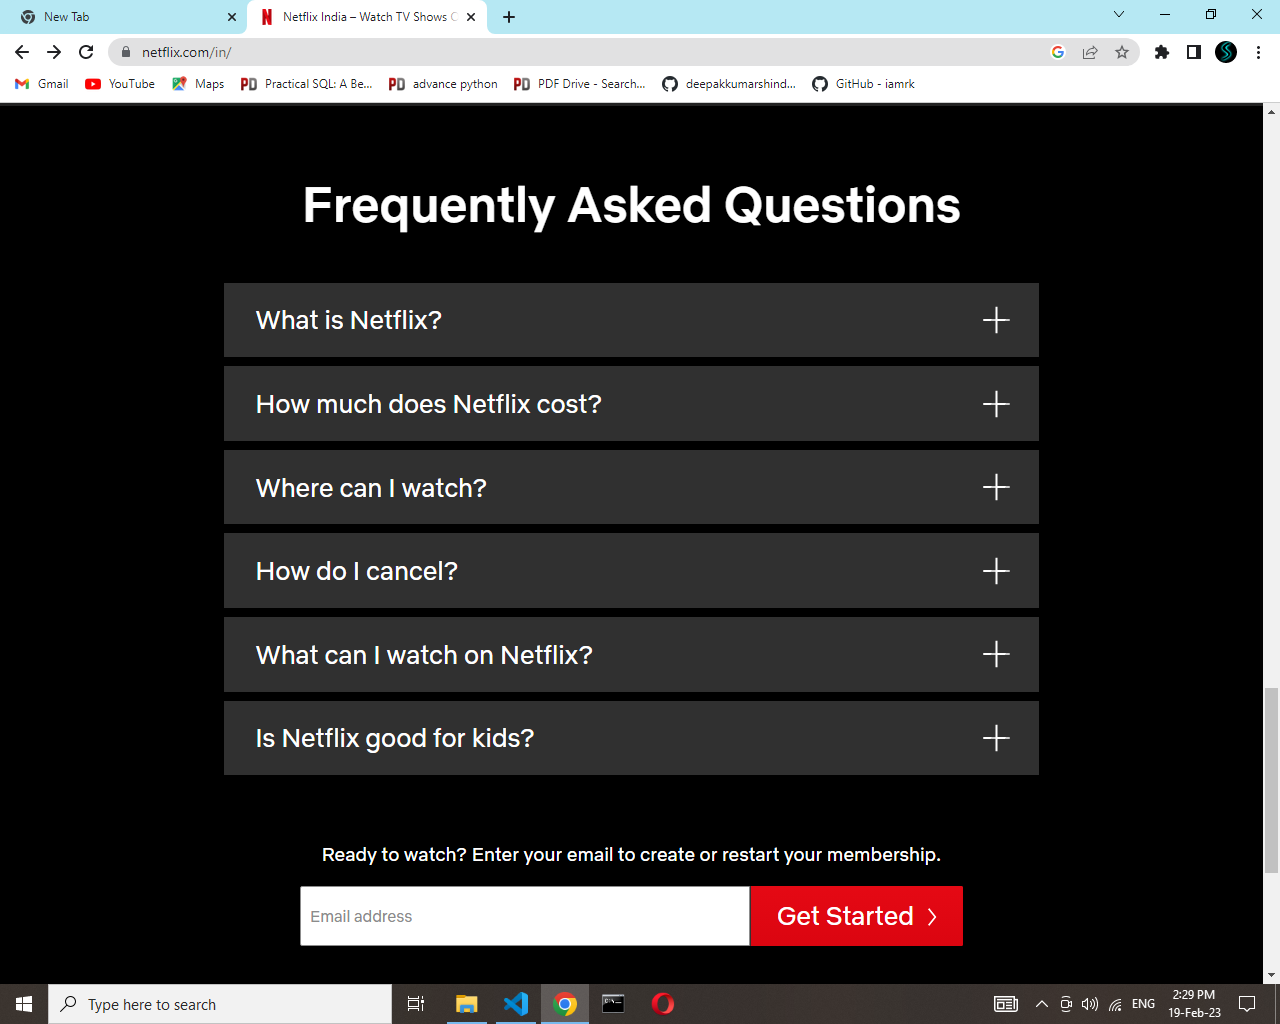 New Tab
Netflix India – Watch TV Shows
netflix.com/in/
Gmail
YouTube
Maps
Practical SQL: A Be...
advance python
PDF Drive - Search...
deepakkumarshind...
GitHub - iamrk
Frequently Asked Questions
What is Netflix?
How much does Netflix cost?
Where can I watch?
How do I cancel?
What can I watch on Netflix?
Is Netflix good for kids?
Ready to watch? Enter your email to create or restart your membership.
Email address
Get Started
Type here to search
ENG
2:29 PM
19-Feb-23